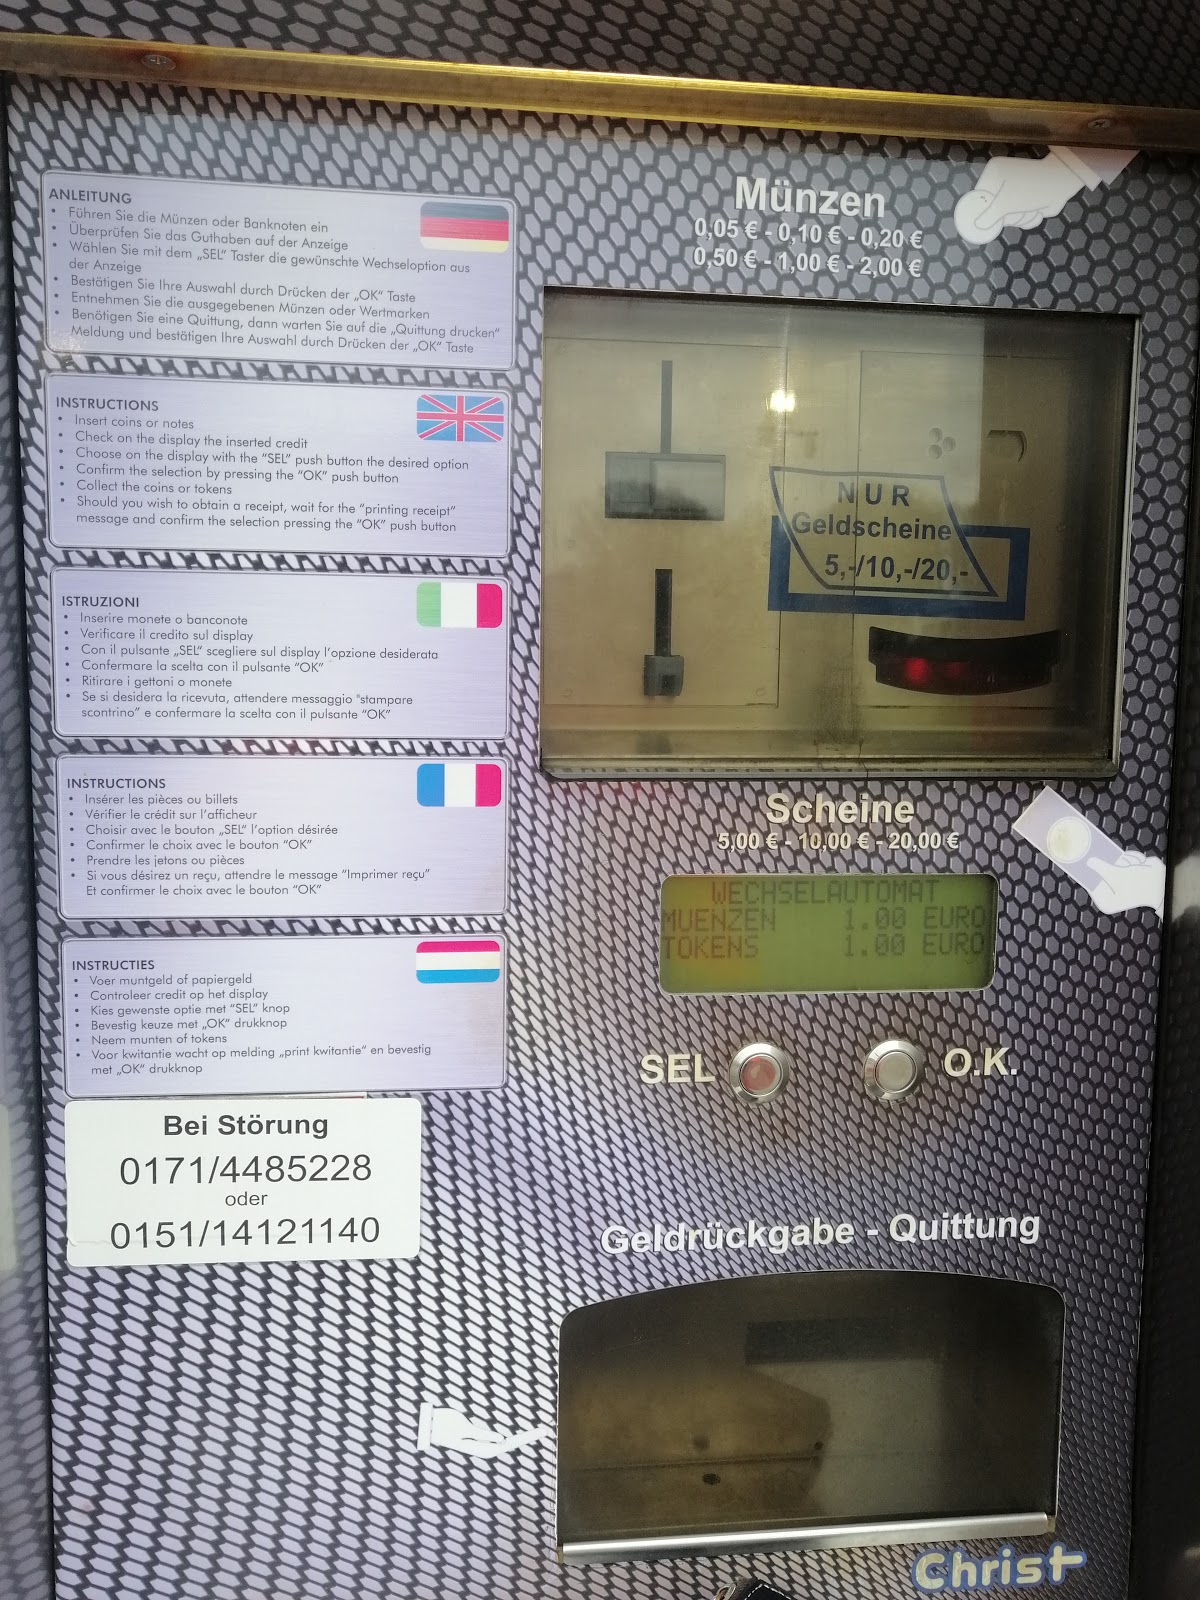 ANLEITUNG
• Führen Sie die Münzen oder Banknoten ein
• Überprüfen Sie das Guthaben auf der Anzeige
• Wählen Sie mit dem „SEL“ Taster die gewünschte Wechseloption aus
der Anzeige
• Bestätigen Sie Ihre Auswahl durch Drücken der „OK“ Taste
• Entnehmen Sie die ausgegebenen Münzen oder Wertmarken
• Benötigen Sie eine Quittung, dann warten Sie auf die „Quittung drucken“
Meldung und bestätigen Ihre Auswahl durch Drücken der „OK“ Taste
INSTRUCTIONS
• Insert coins or notes
• Check on the display the inserted credit
• Choose on the display with the “SEL” push button the desired option
• Confirm the selection by pressing the “OK” push button
• Collect the coins or tokens
• Should you wish to obtain a receipt, wait for the “printing receipt”
message and confirm the selection pressing the “OK” push button
ISTRUZIONI
• Inserire monete o banconote
• Verificare il credito sul display
• Con il pulsante „SEL“ scegliere sul display l’opzione desiderata
• Confermare la scelta con il pulsante “OK”
• Ritirare i gettoni o monete
• Se si desidera la ricevuta, attendere messaggio "stampare
scontrino” e confermare la scelta con il pulsante “OK”
INSTRUCTIONS
• Insérer les pièces ou billets
• Vérifier le crédit sur l’afficheur
• Choisir avec le bouton „SEL“ l’option désirée
• Confirmer le choix avec le bouton “OK”
• Prendre les jetons ou pièces
• Si vous désirez un reçu, attendre le message “Imprimer reçu”
Et confirmer le choix avec le bouton “OK”
INSTRUCTIES
• Voer muntgeld of papiergeld
• Controleer credit op het display
• Kies gewenste optie met “SEL” knop
• Bevestig keuze met „OK“ drukknop
• Neem munten of tokens
• Voor kwitantie wacht op melding „print kwitantie“ en bevestig
met „OK“ drukknop
Bei Störung
0171/4485228
oder
0151/14121140
Münzen
0,05 € - 0,10 € - 0,20 €
0,50 € - 1,00 € - 2,00 €
NUR
Geldscheine
5,-/10,-/20,-
Scheine
5,00 € - 10,00 € - 20,00 €
WECHSELAUTOMAT
MUENZEN 1.00 EURO
TOKENS 1.00 EURO
SEL O.K.
Geldrückgabe - Quittung
Christ